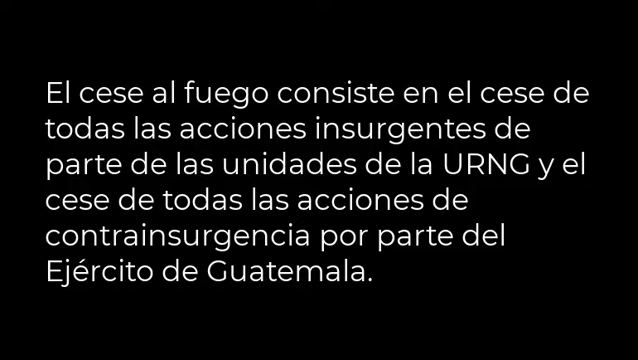 El cese al fuego consiste en el cese de
todas las acciones insurgentes de
parte de las unidades de la URNG y el
cese de todas las acciones de
contrainsurgencia por parte del
Ejército de Guatemala.